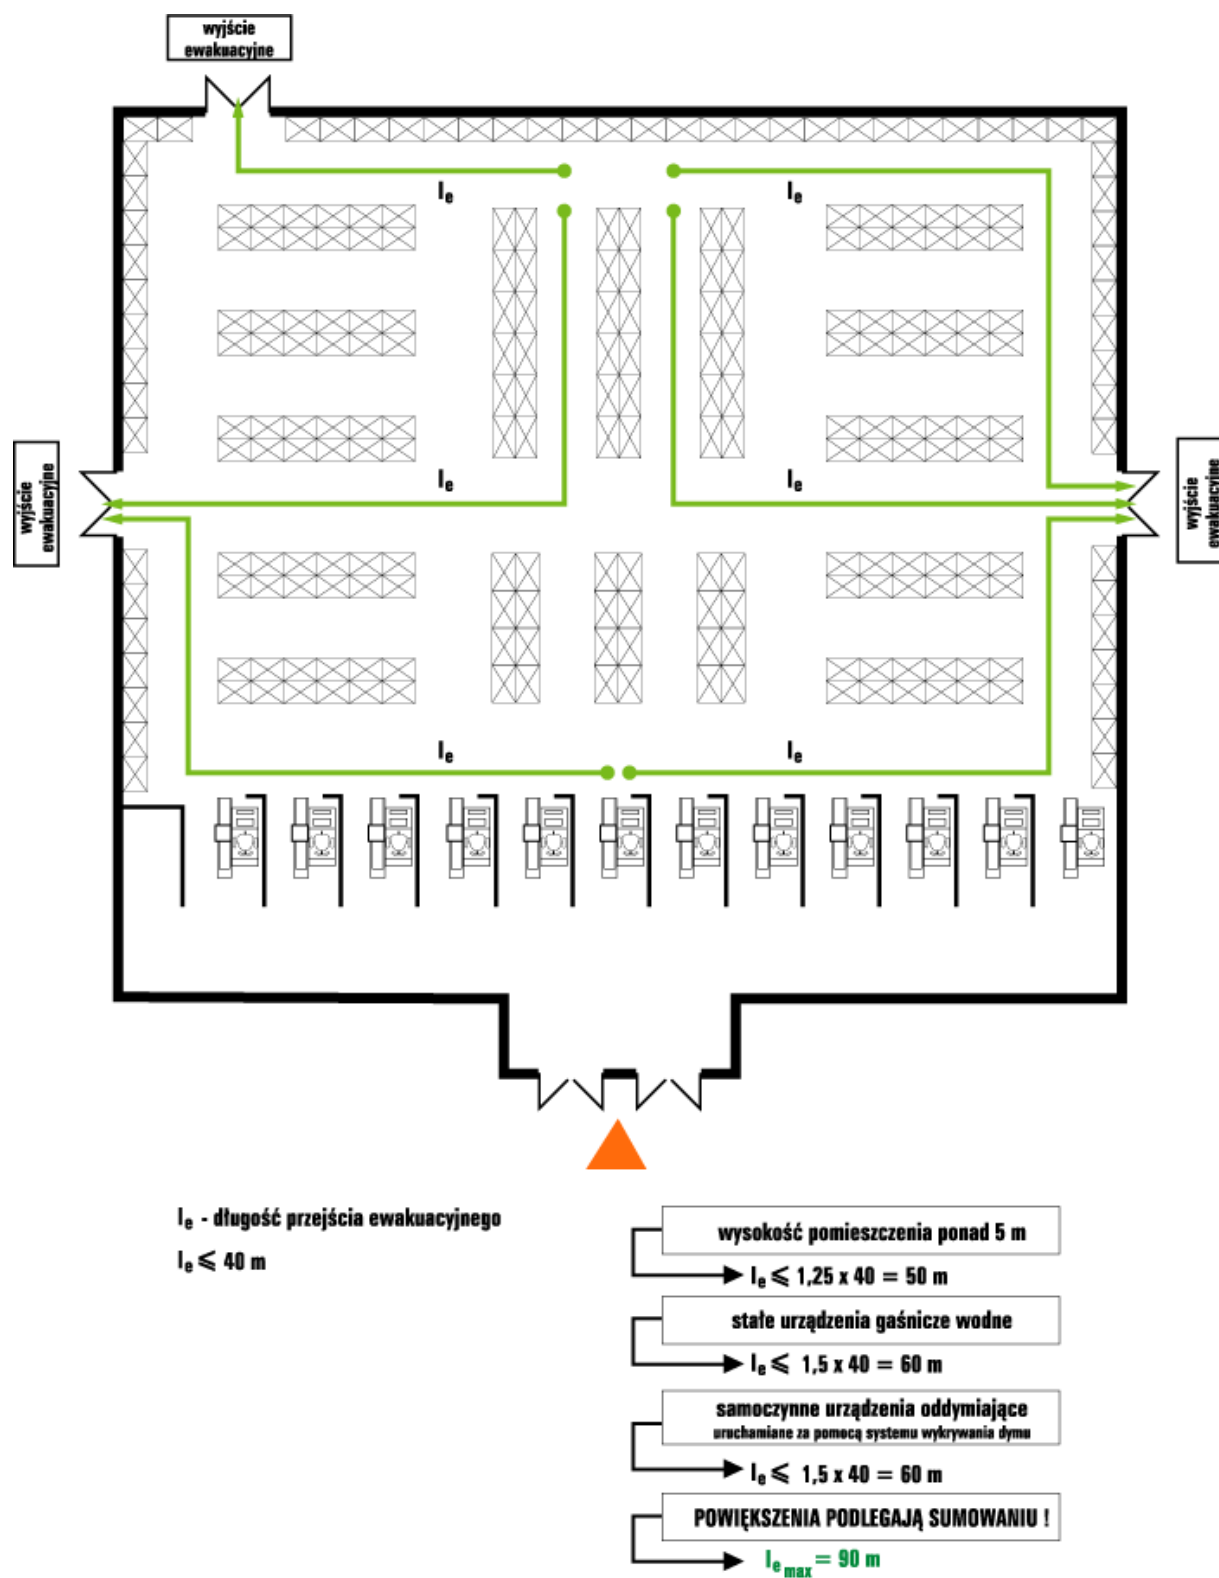 wyjście
ewakuacyjne
le
le
wyjście
ewakuacyjne
le
le
wyjście
ewakuacyjne
le
le
le - długość przejścia ewakuacyjnego
le ⩽ 40 m
wysokość pomieszczenia ponad 5 m
le ⩽ 1,25 x 40 = 50 m
stałe urządzenia gaśnicze wodne
le ⩽ 1,5 x 40 = 60 m
samoczynne urządzenia oddymiające
uruchamiane za pomocą systemu wykrywania dymu
le ⩽ 1,5 x 40 = 60 m
POWIĘKSZENIA PODLEGAJĄ SUMOWANIU !
le max = 90 m